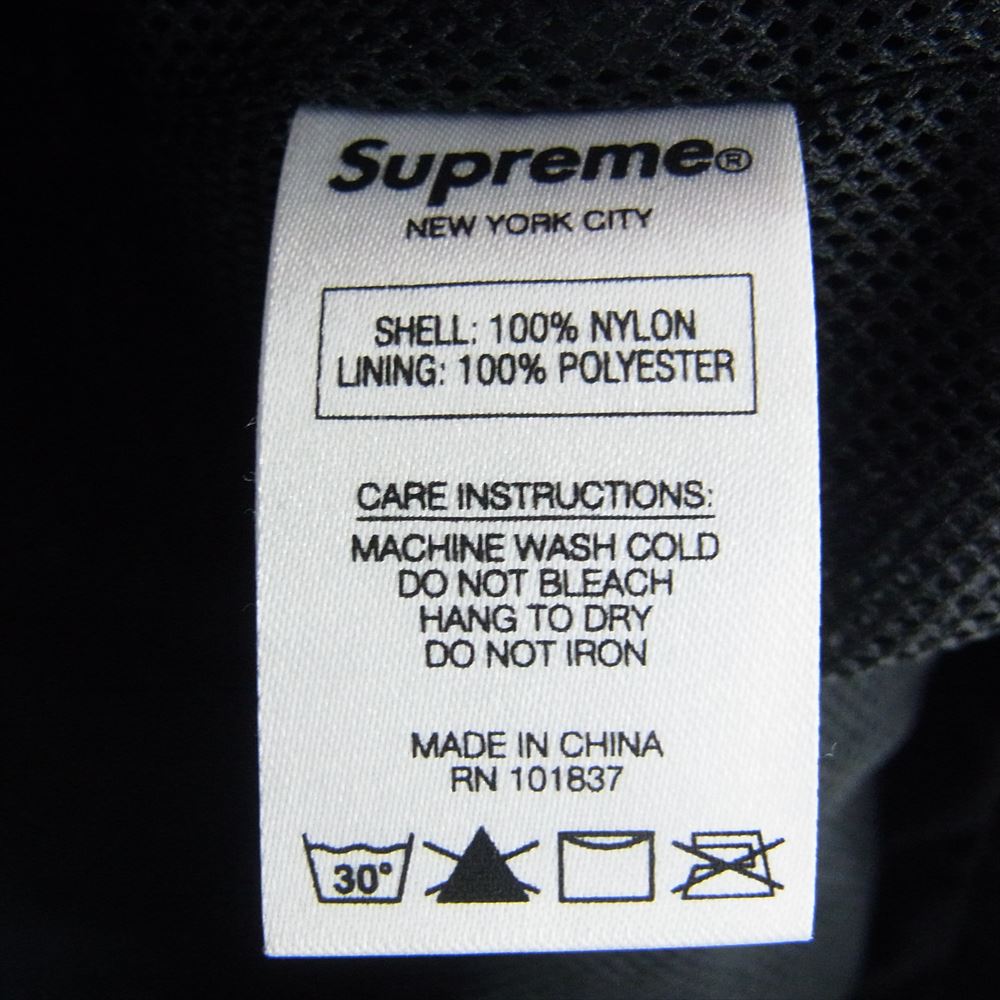 Supreme®
NEW YORK CITY
SHELL: 100% NYLON
LINING: 100% POLYESTER
CARE INSTRUCTIONS:
MACHINE WASH COLD
DO NOT BLEACH
HANG TO DRY
DO NOT IRON
MADE IN CHINA
RN 101837
30°